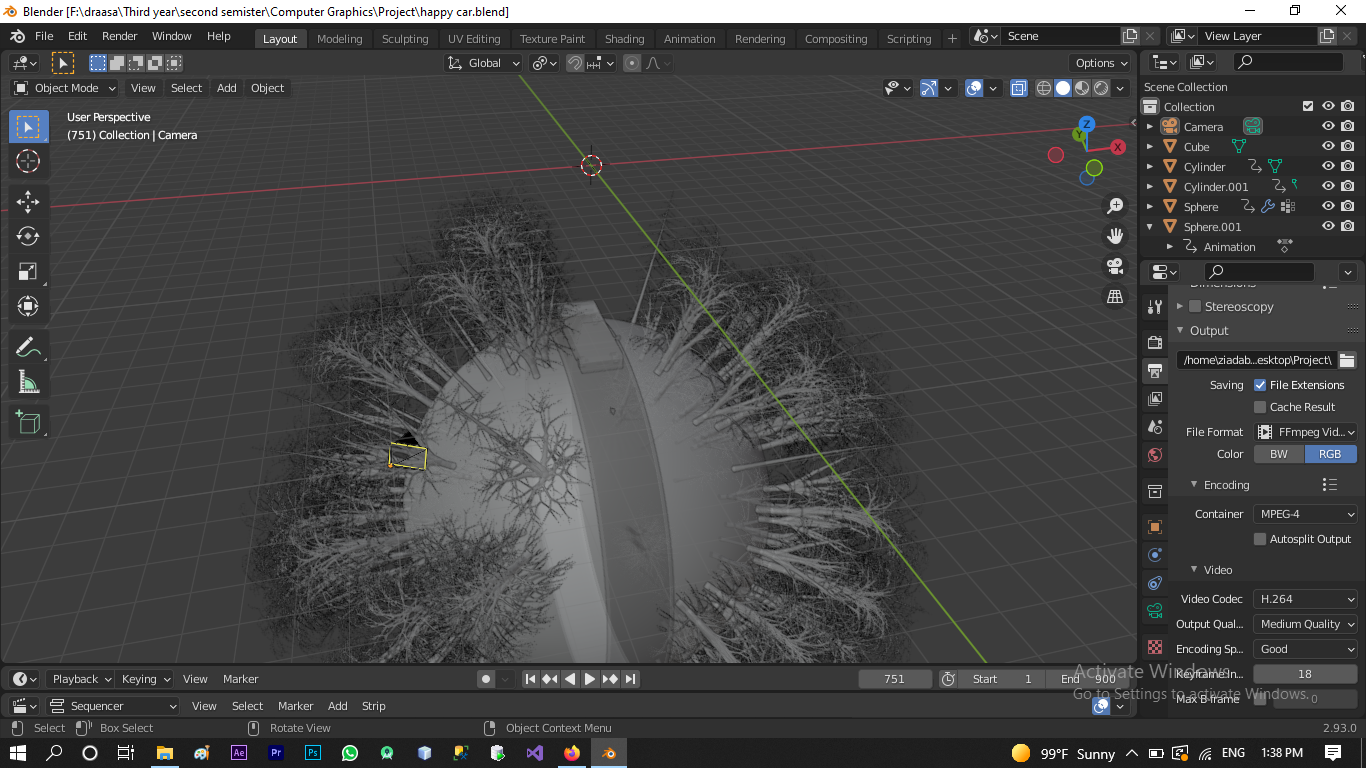 Blender [F:\draasa\Third year\second semister\Computer Graphics\Project\happy car.blend]
File Edit Render Window Help Layout Modeling Sculpting UV Editing Texture Paint Shading Animation Rendering Compositing Scripting + Scene View Layer
Global Options
Object Mode View Select Add Object
User Perspective
(751) Collection | Camera
Z
Y
X
Scene Collection
Collection
Camera
Cube
Cylinder
Cylinder.001
Sphere
Sphere.001
Animation
Dimensions
Stereoscopy
Output
/home\ziadab...esktop\Project\
Saving File Extensions
Cache Result
File Format FFmpeg Vid...
Color BW RGB
Encoding
Container MPEG-4
Autosplit Output
Video
Video Codec H.264
Output Qual... Medium Quality
Encoding Sp... Good
Keyframe In... 18
Max B-frame 0
Activate Windows
Go to Settings to activate Windows.
Playback Keying View Marker 751 Start 1 End 900
Sequencer View Select Marker Add Strip
Select Box Select Rotate View Object Context Menu 2.93.0
Ae Pr Ps 99°F Sunny ENG 1:38 PM